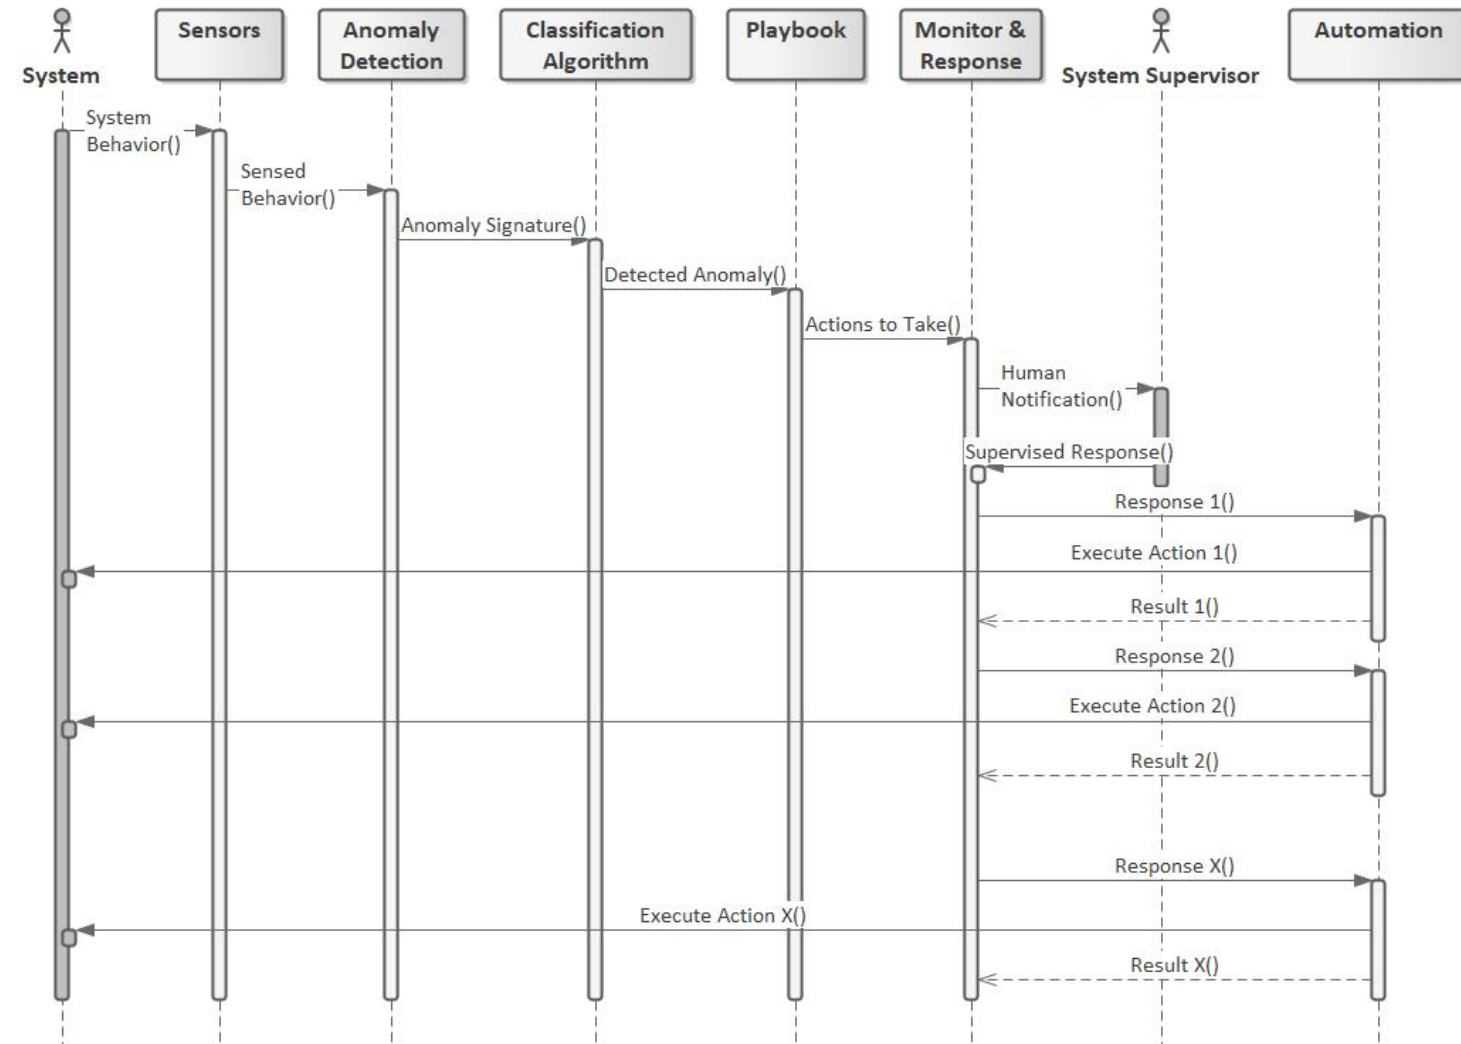 System
Sensors
Anomaly
Detection
Classification
Algorithm
Playbook
Monitor &
Response
System Supervisor
Automation
System
Behavior()
Sensed
Behavior()
Anomaly Signature()
Detected Anomaly()
Actions to Take()
Human
Notification()
Supervised Response()
Response 1()
Execute Action 1()
Result 1()
Response 2()
Execute Action 2()
Result 2()
Response X()
Execute Action X()
Result X()